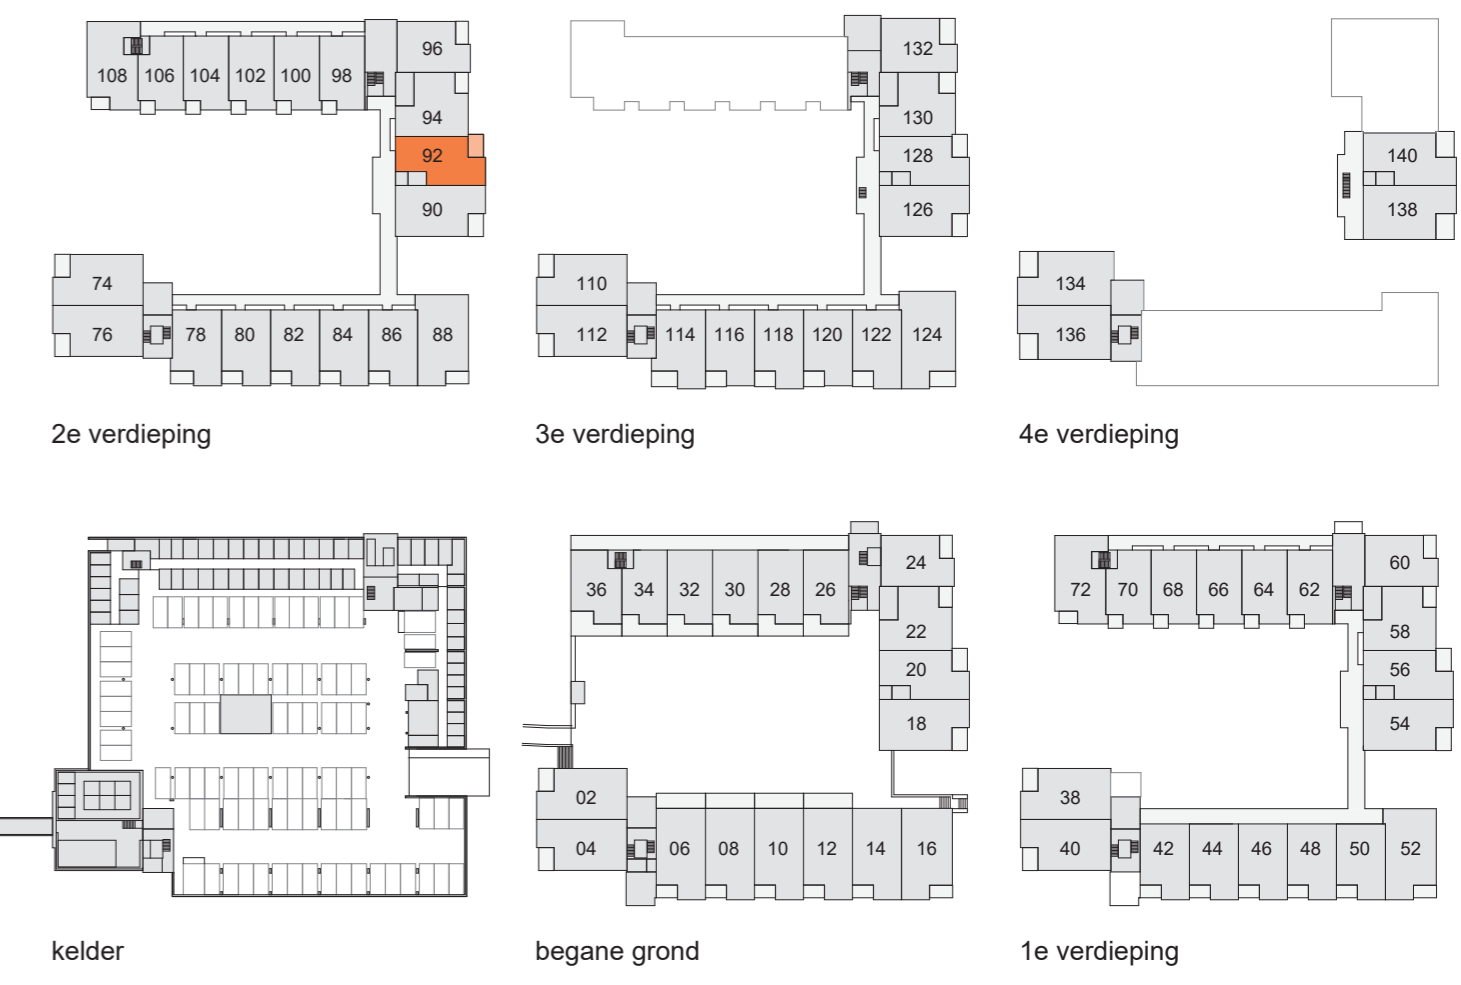 108 106 104 102 100 98 96
94
92
90
74
76 78 80 82 84 86 88
2e verdieping
132
130
128
126
110
112 114 116 118 120 122 124
3e verdieping
140
138
134
136
4e verdieping
kelder
36 34 32 30 28 26 24
22
20
18
02
04 06 08 10 12 14 16
begane grond
72 70 68 66 64 62 60
58
56
54
38
40 42 44 46 48 50 52
1e verdieping